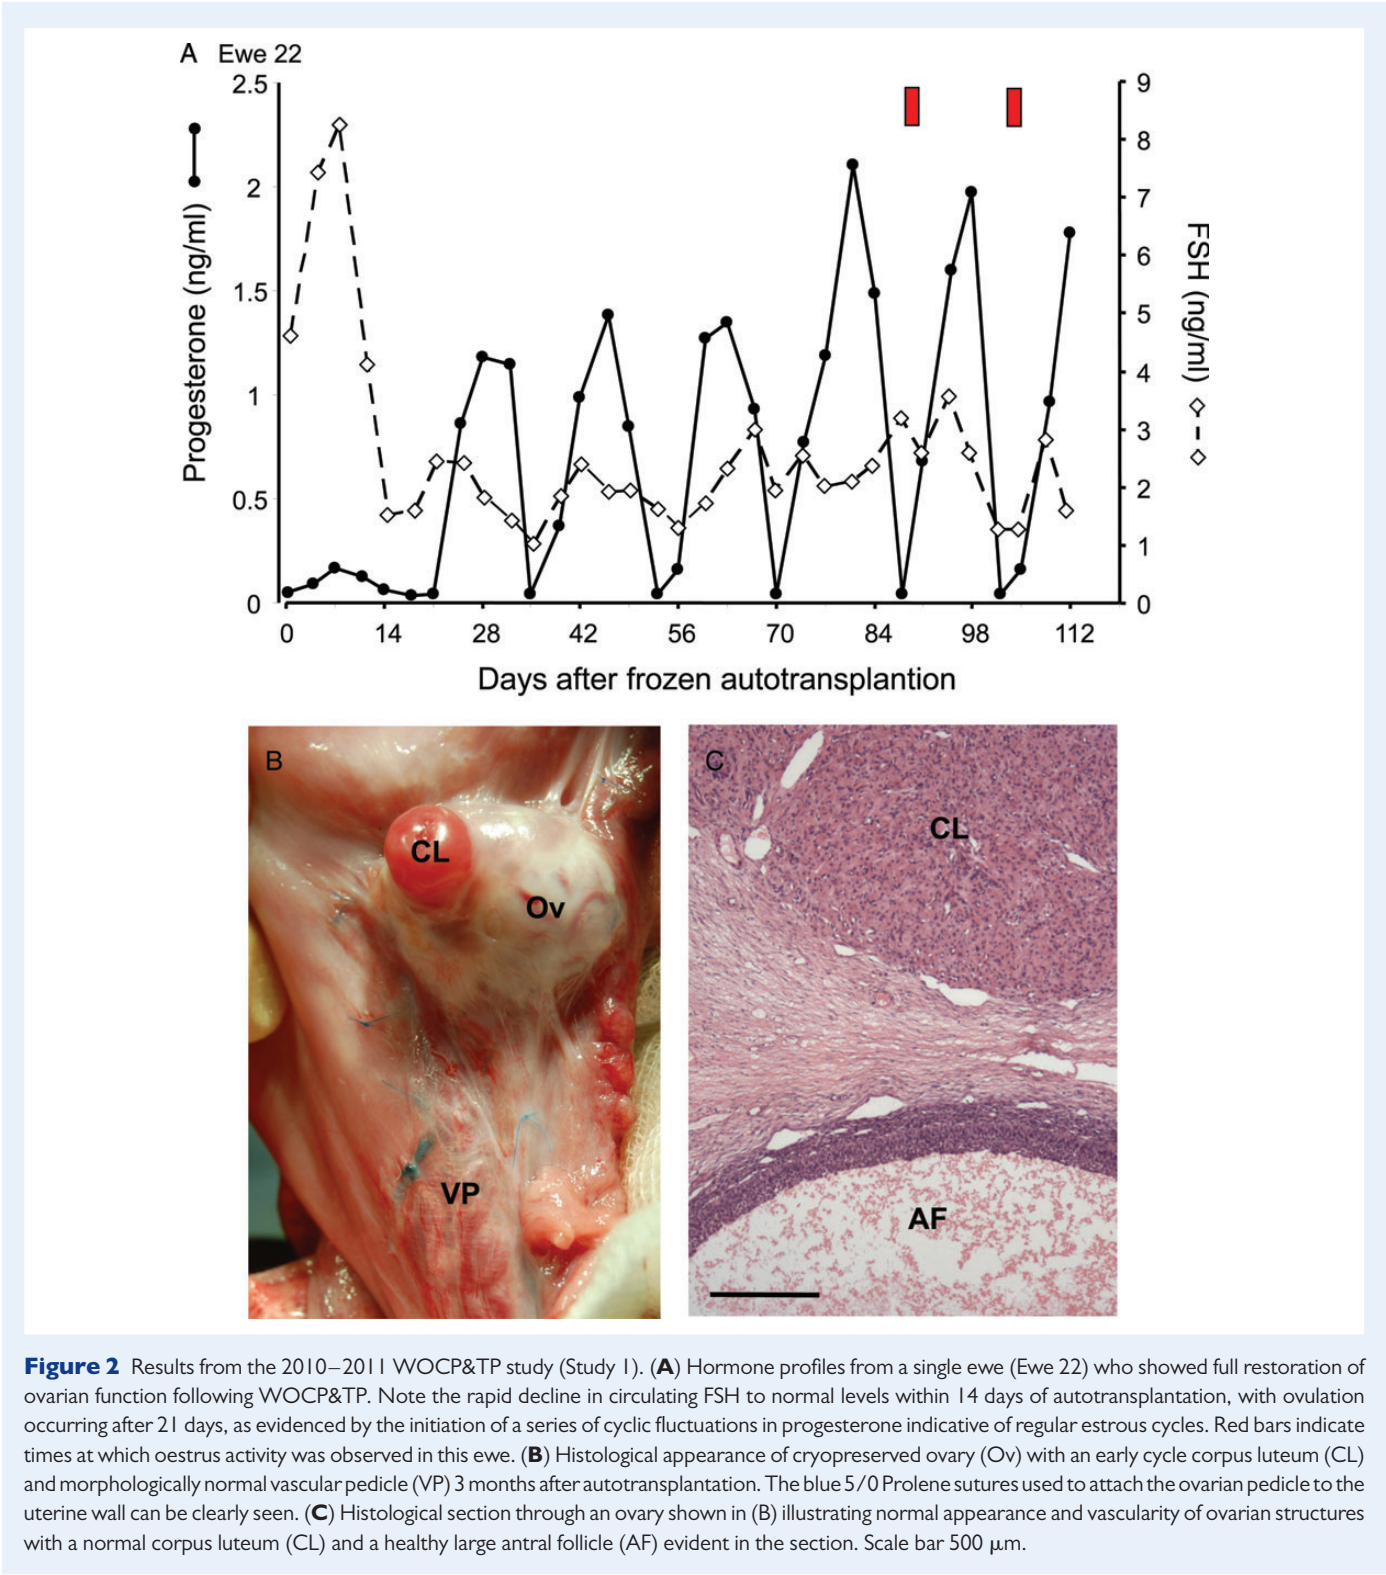 A Ewe 22
2.5
2
1.5
1
0.5
0
Progesterone (ng/ml)
9
8
7
6
5
4
3
2
1
0
FSH (ng/ml)
0 14 28 42 56 70 84 98 112
Days after frozen autotransplantion
B
CL
Ov
VP
C
CL
AF
Figure 2 Results from the 2010–2011 WOCP&TP study (Study 1). (A) Hormone profiles from a single ewe (Ewe 22) who showed full restoration of
ovarian function following WOCP&TP. Note the rapid decline in circulating FSH to normal levels within 14 days of autotransplantation, with ovulation
occurring after 21 days, as evidenced by the initiation of a series of cyclic fluctuations in progesterone indicative of regular estrous cycles. Red bars indicate
times at which oestrus activity was observed in this ewe. (B) Histological appearance of cryopreserved ovary (Ov) with an early cycle corpus luteum (CL)
and morphologically normal vascular pedicle (VP) 3 months after autotransplantation. The blue 5/0 Prolene sutures used to attach the ovarian pedicle to the
uterine wall can be clearly seen. (C) Histological section through an ovary shown in (B) illustrating normal appearance and vascularity of ovarian structures
with a normal corpus luteum (CL) and a healthy large antral follicle (AF) evident in the section. Scale bar 500 μm.